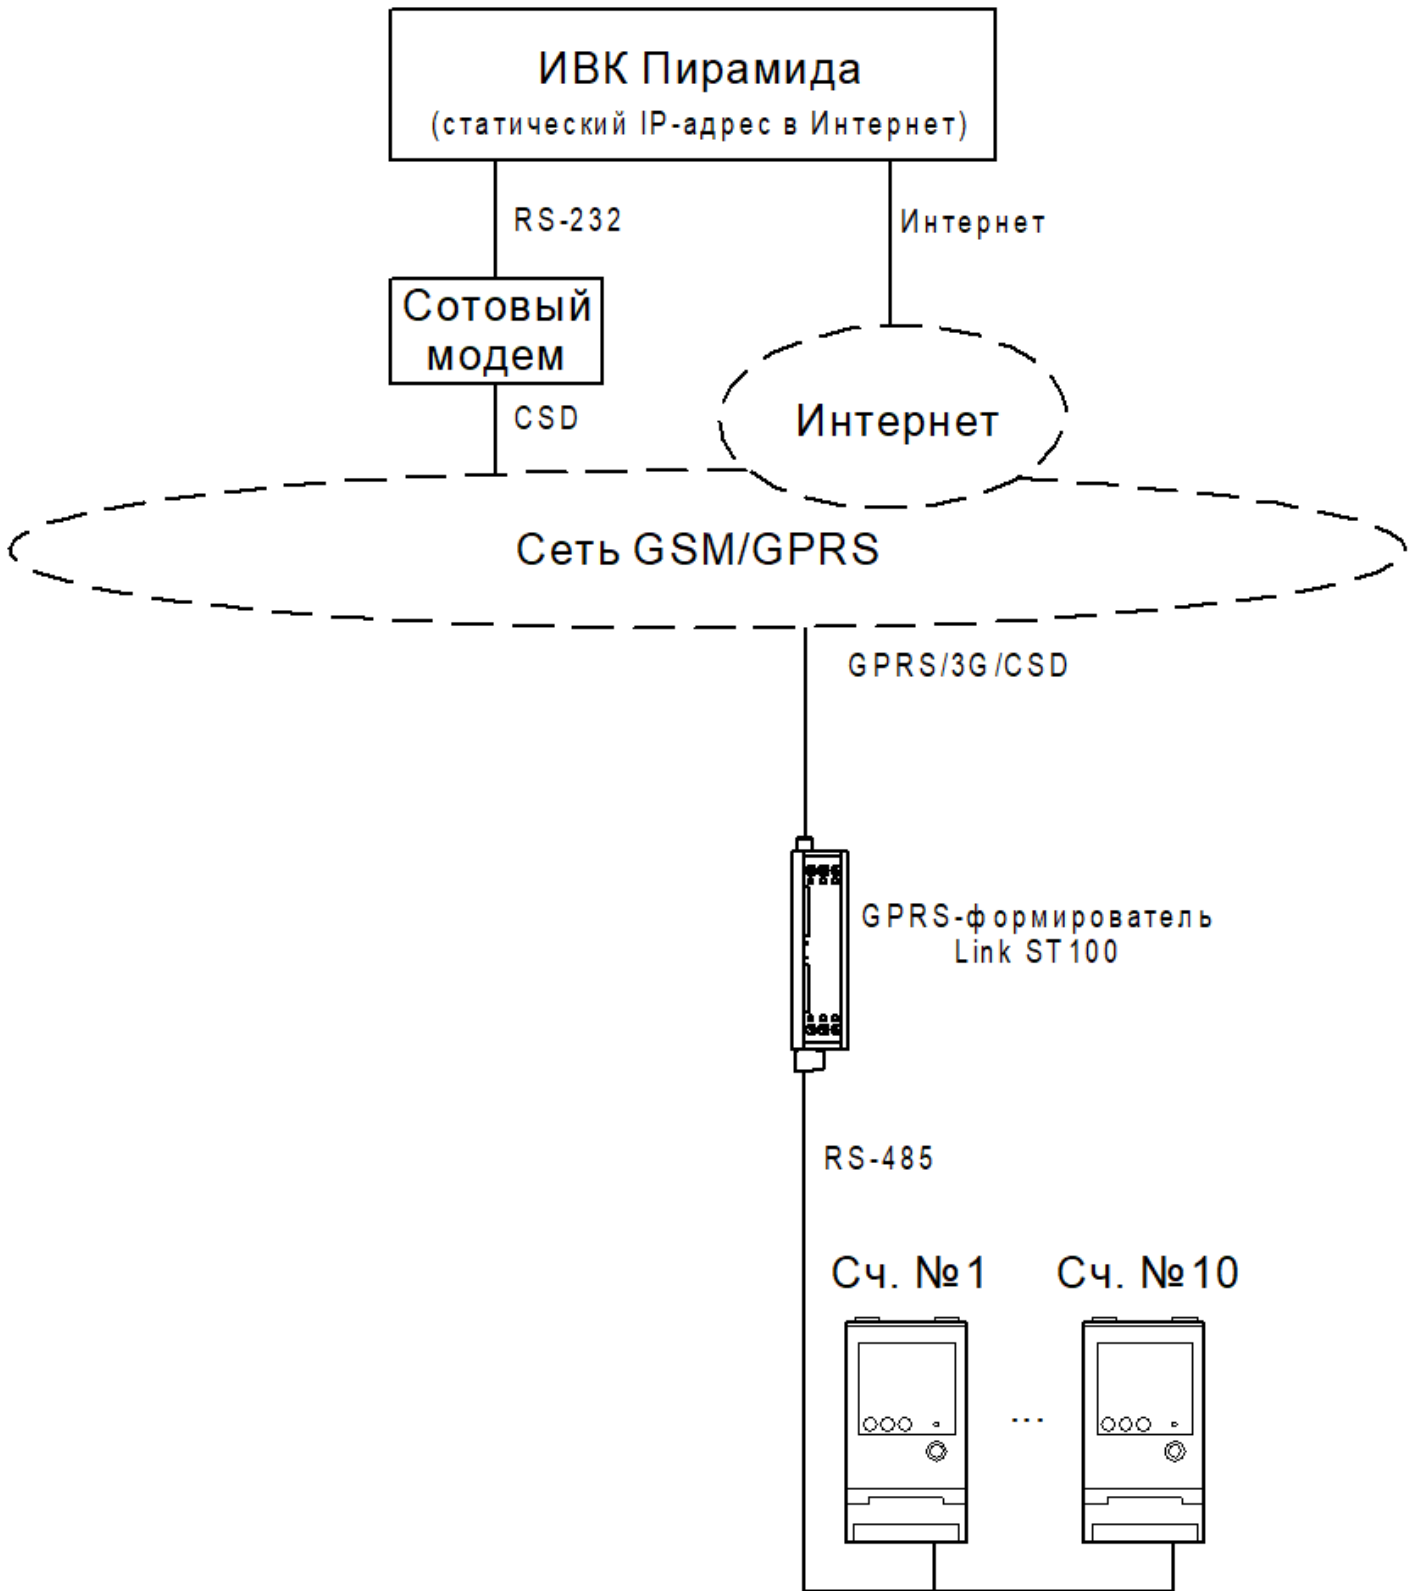 ИВК Пирамида
(статический IP-адрес в Интернет)
RS-232
Интернет
Сотовый
модем
CSD
Интернет
Сеть GSM/GPRS
GPRS/3G/CSD
GPRS-формирователь
Link ST100
RS-485
Сч. №1
Сч. №10
...